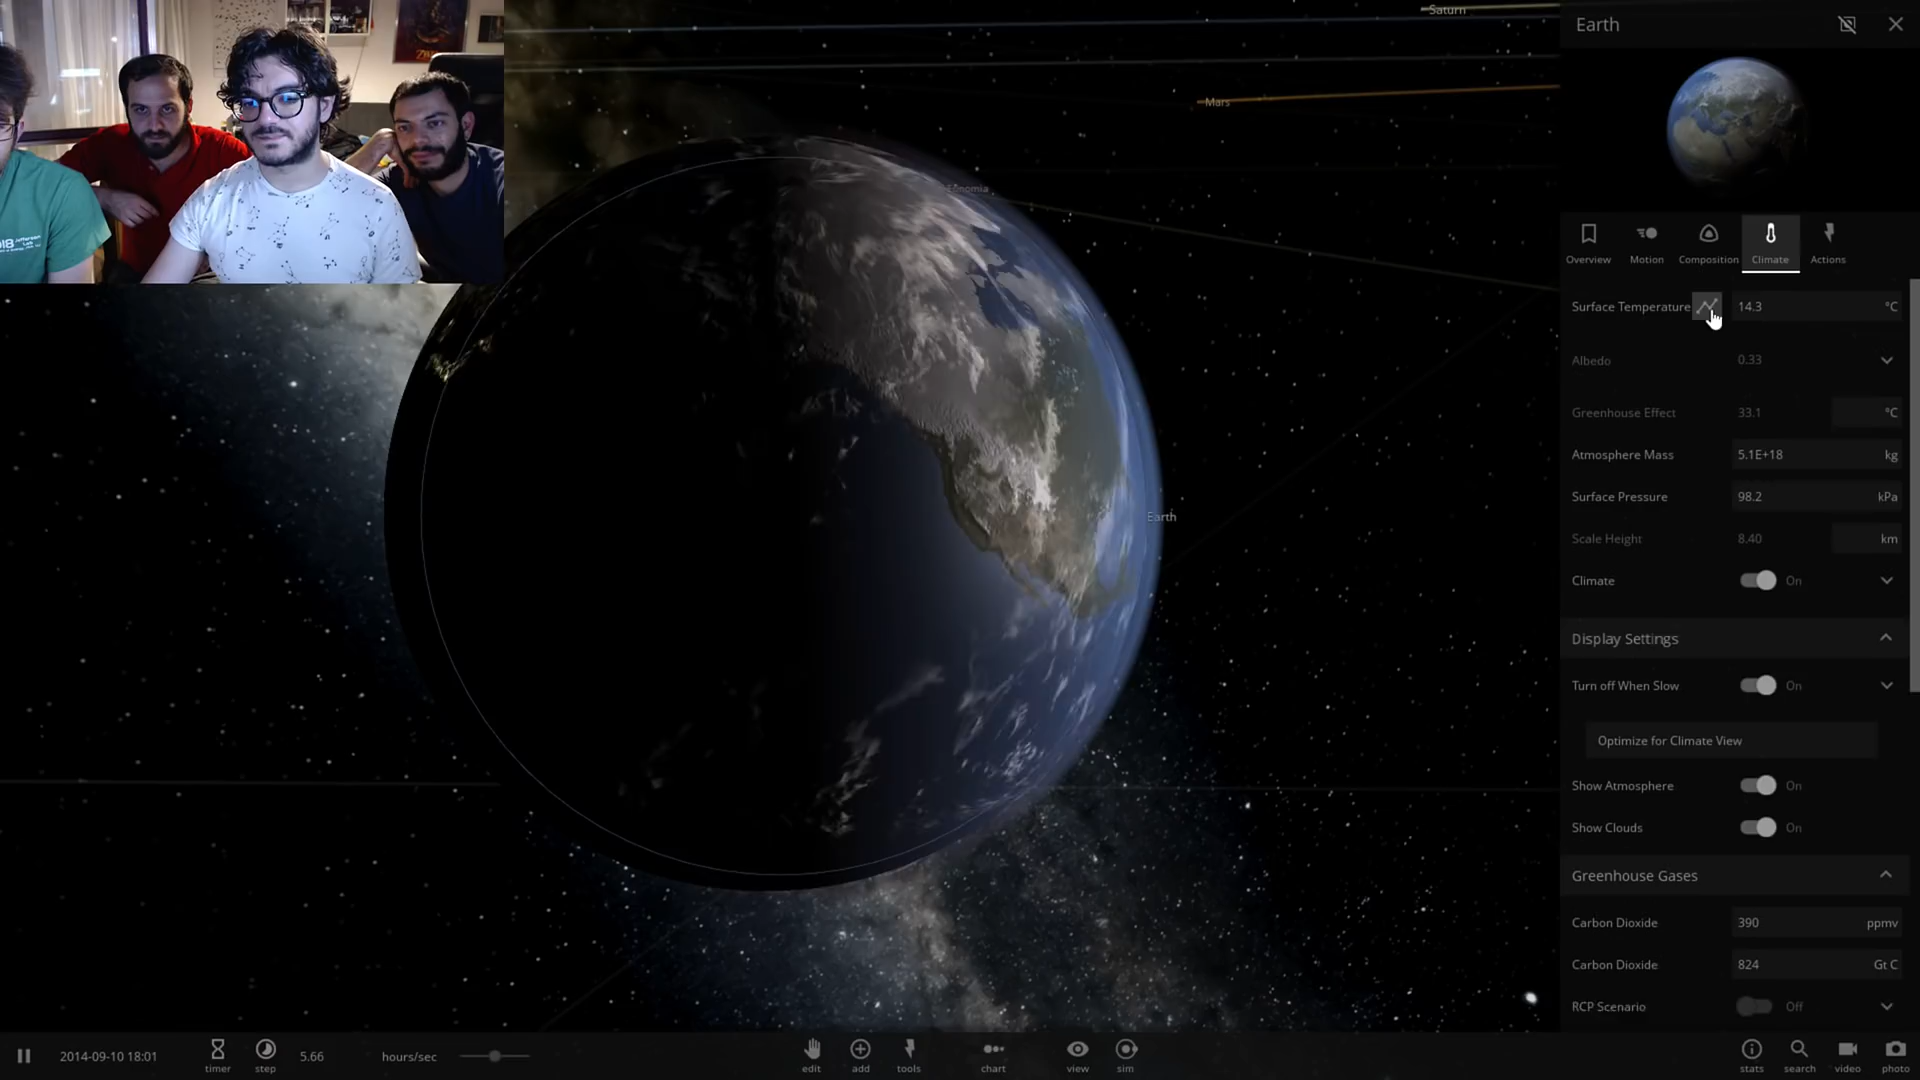 Saturn
Earth
Mars
Eunomia
Earth
Overview
Motion
Composition
Climate
Actions
Surface Temperature 14.3 °C
Albedo 0.33
Greenhouse Effect 33.1 °C
Atmosphere Mass 5.1E+18 kg
Surface Pressure 98.2 kPa
Scale Height 8.40 km
Climate On
Display Settings
Turn off When Slow On
Optimize for Climate View
Show Atmosphere On
Show Clouds On
Greenhouse Gases
Carbon Dioxide 390 ppmv
Carbon Dioxide 824 Gt C
RCP Scenario Off
2014-09-10 18:01
timer
step
5.66 hours/sec
edit
add
tools
chart
view
sim
stats
search
video
photo